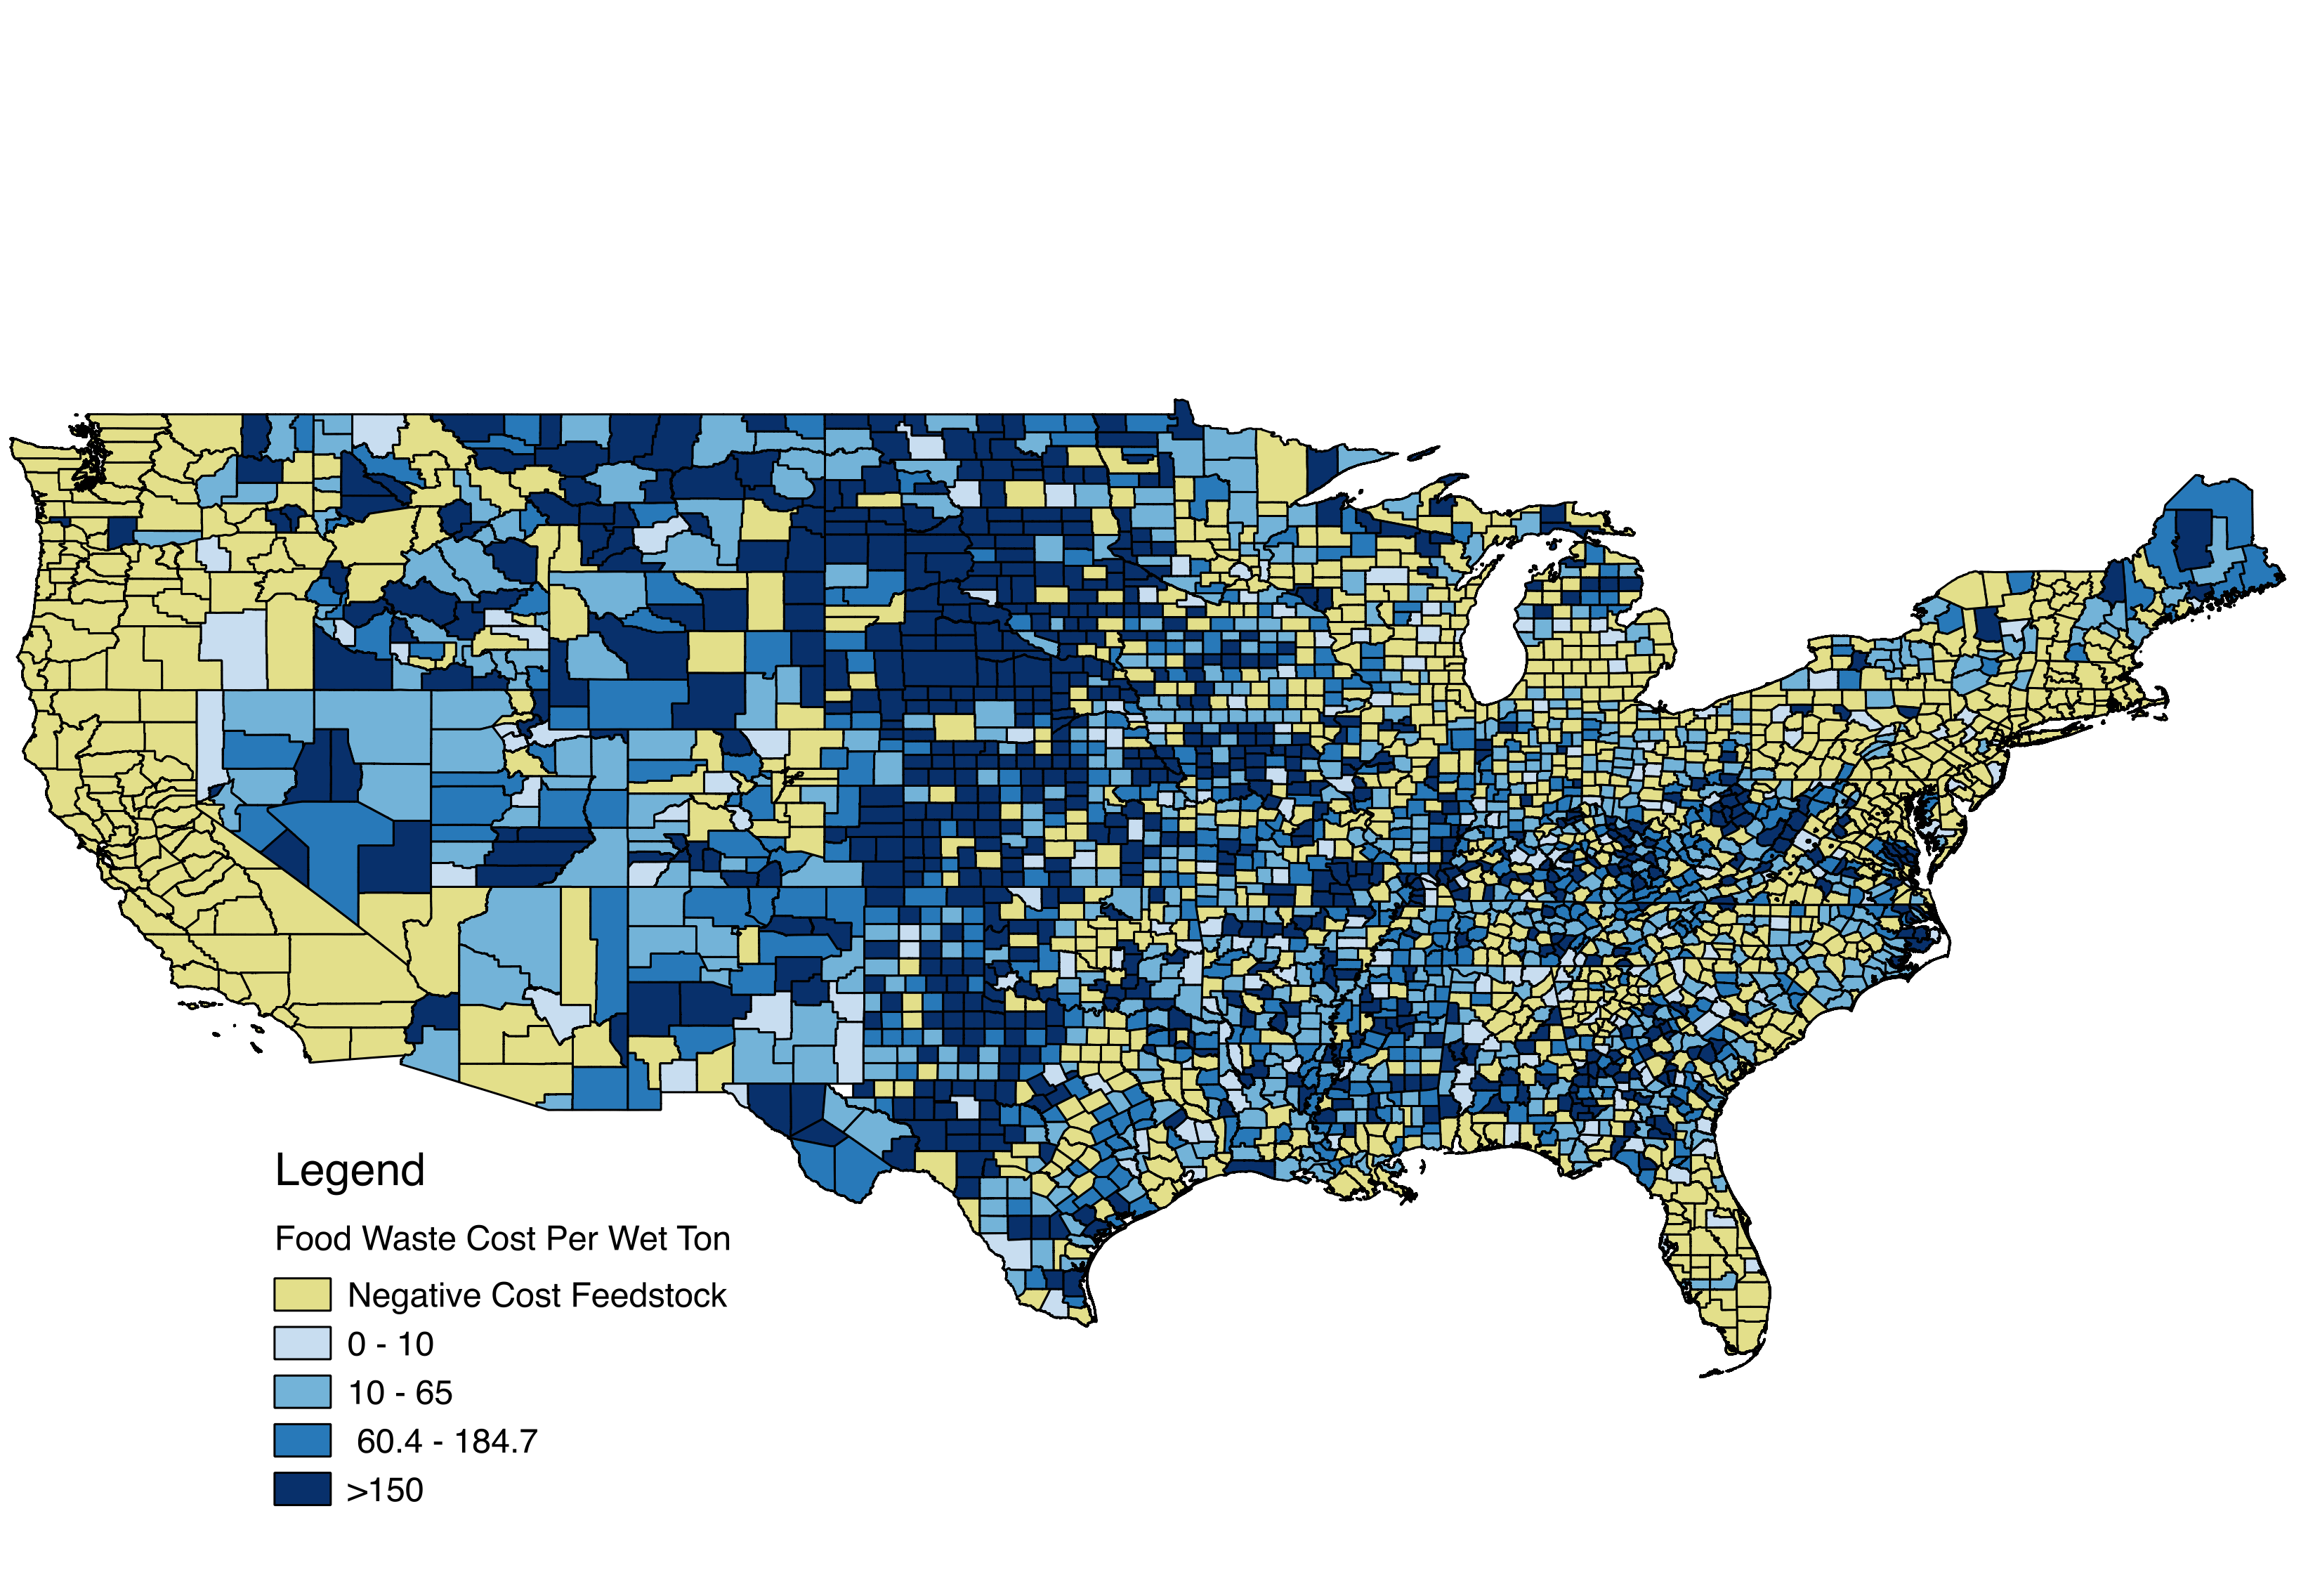 Legend
Food Waste Cost Per Wet Ton
Negative Cost Feedstock
0 - 10
10 - 65
60.4 - 184.7
>150